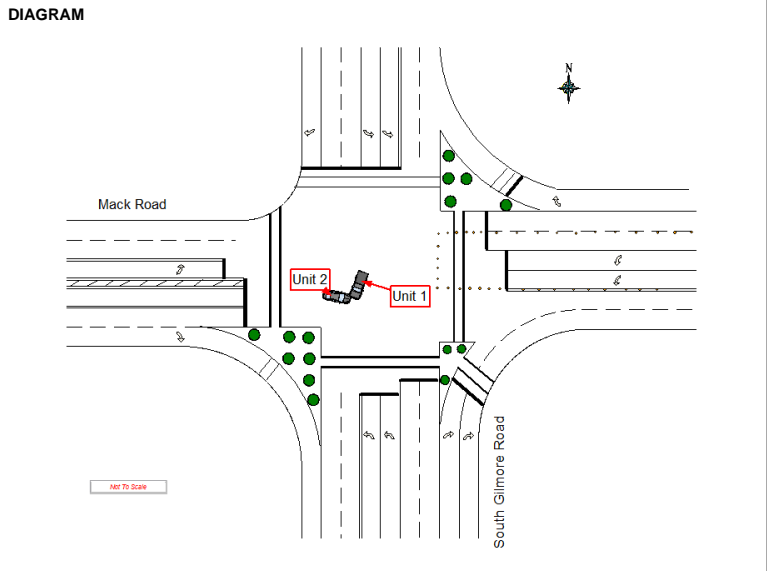 DIAGRAM
N
Mack Road
Unit 2
Unit 1
South Gilmore Road
Not To Scale